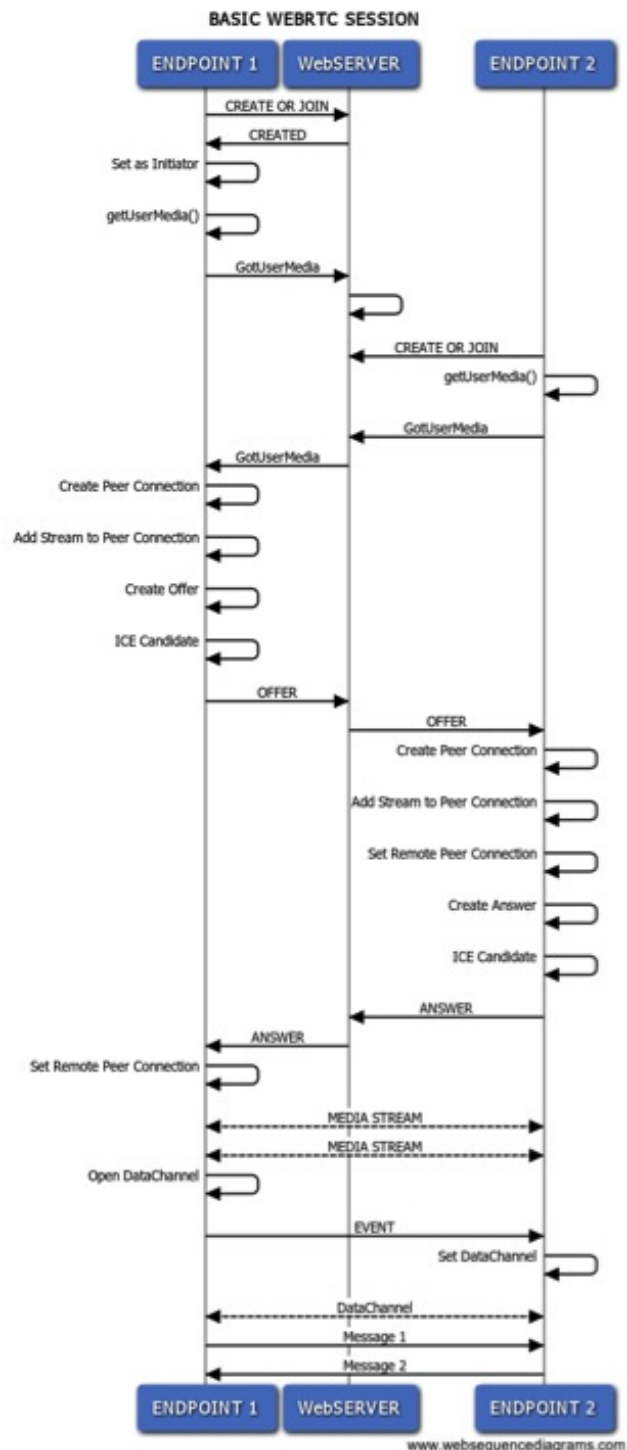 BASIC WEBRTC SESSION
ENDPOINT 1
WebSERVER
ENDPOINT 2
CREATE OR JOIN
CREATED
Set as Initiator
getUserMedia()
GotUserMedia
CREATE OR JOIN
getUserMedia()
GotUserMedia
GotUserMedia
Create Peer Connection
Add Stream to Peer Connection
Create Offer
ICE Candidate
OFFER
OFFER
Create Peer Connection
Add Stream to Peer Connection
Set Remote Peer Connection
Create Answer
ICE Candidate
ANSWER
ANSWER
Set Remote Peer Connection
MEDIA STREAM
MEDIA STREAM
Open DataChannel
EVENT
Set DataChannel
DataChannel
Message 1
Message 2
ENDPOINT 1
WebSERVER
ENDPOINT 2
www.websequencediagrams.com